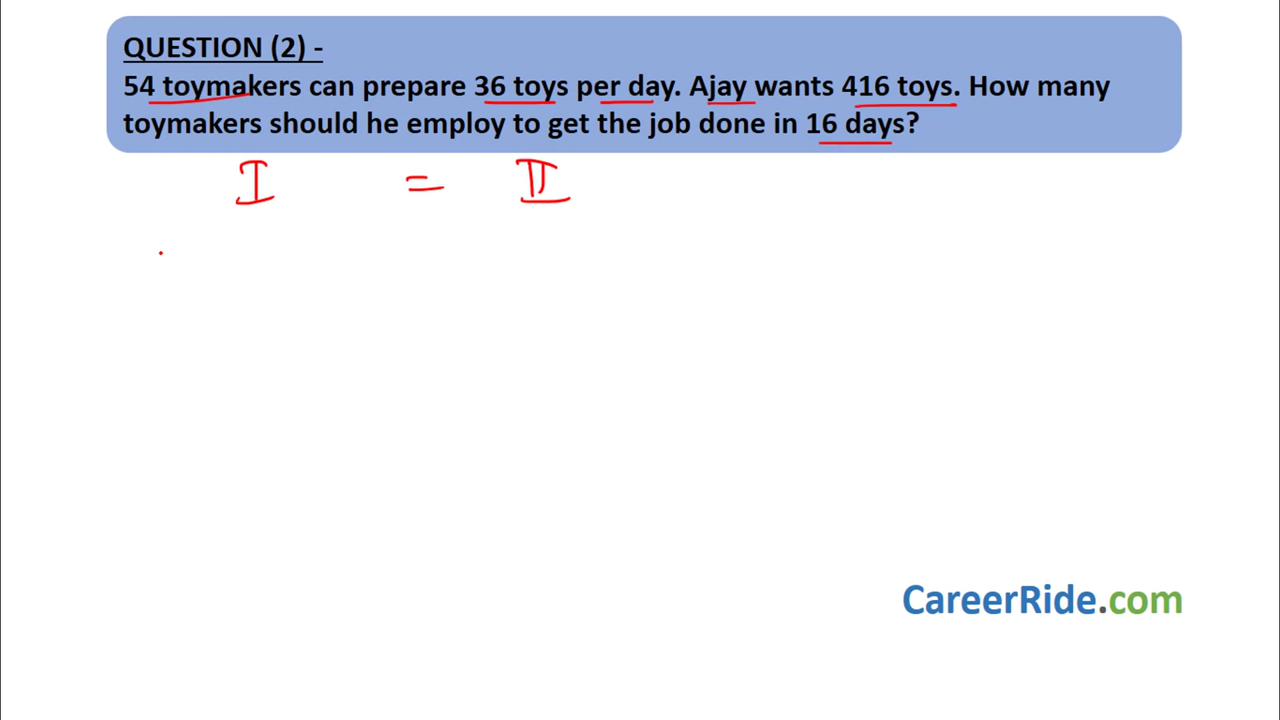 QUESTION (2) -
54 toymakers can prepare 36 toys per day. Ajay wants 416 toys. How many
toymakers should he employ to get the job done in 16 days?
I = II
CareerRide.com